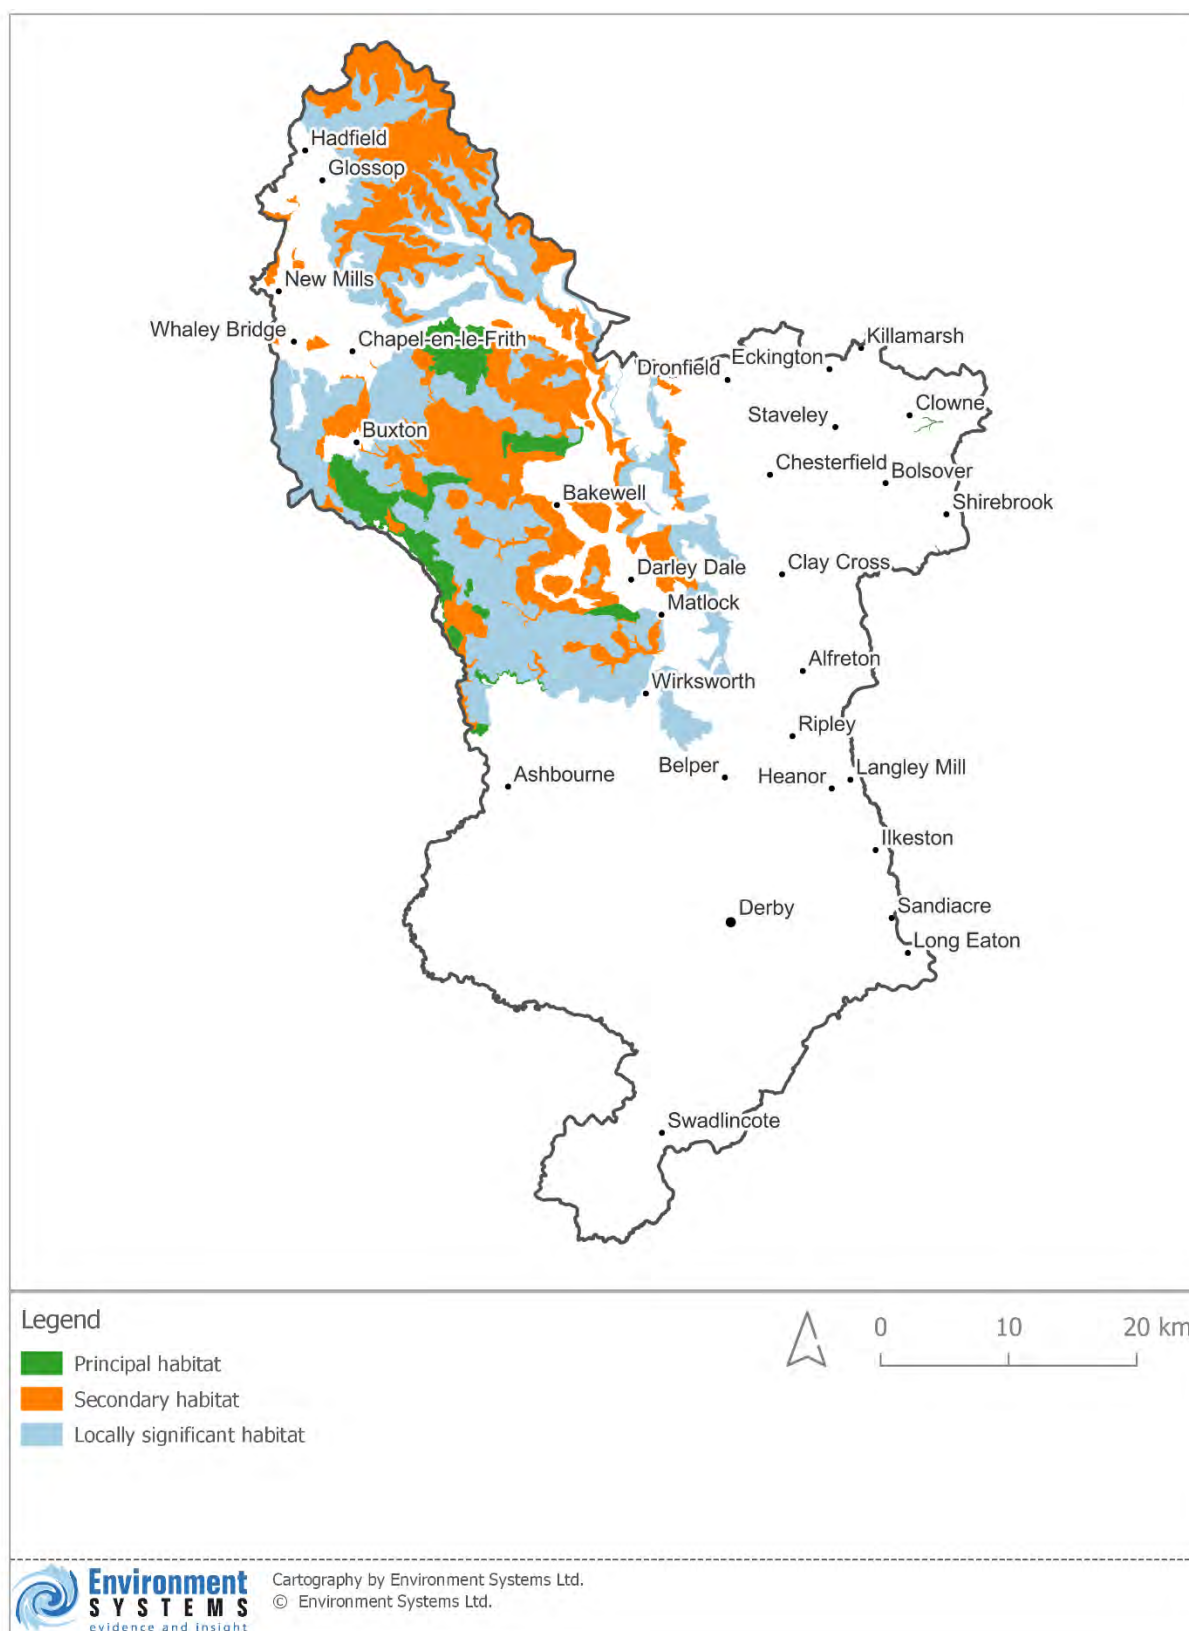 Hadfield
Glossop
New Mills
Whaley Bridge
Chapel-en-le-Frith
Killamarsh
Eckington
Dronfield
Clowne
Staveley
Buxton
Chesterfield
Bolsover
Bakewell
Shirebrook
Clay Cross
Darley Dale
Matlock
Alfreton
Wirksworth
Ripley
Belper
Heanor
Langley Mill
Ashbourne
Ilkeston
Derby
Sandiacre
Long Eaton
Swadlincote
Legend
Principal habitat
Secondary habitat
Locally significant habitat
0 10 20 km
Environment
SYSTEMS
evidence and insight
Cartography by Environment Systems Ltd.
© Environment Systems Ltd.